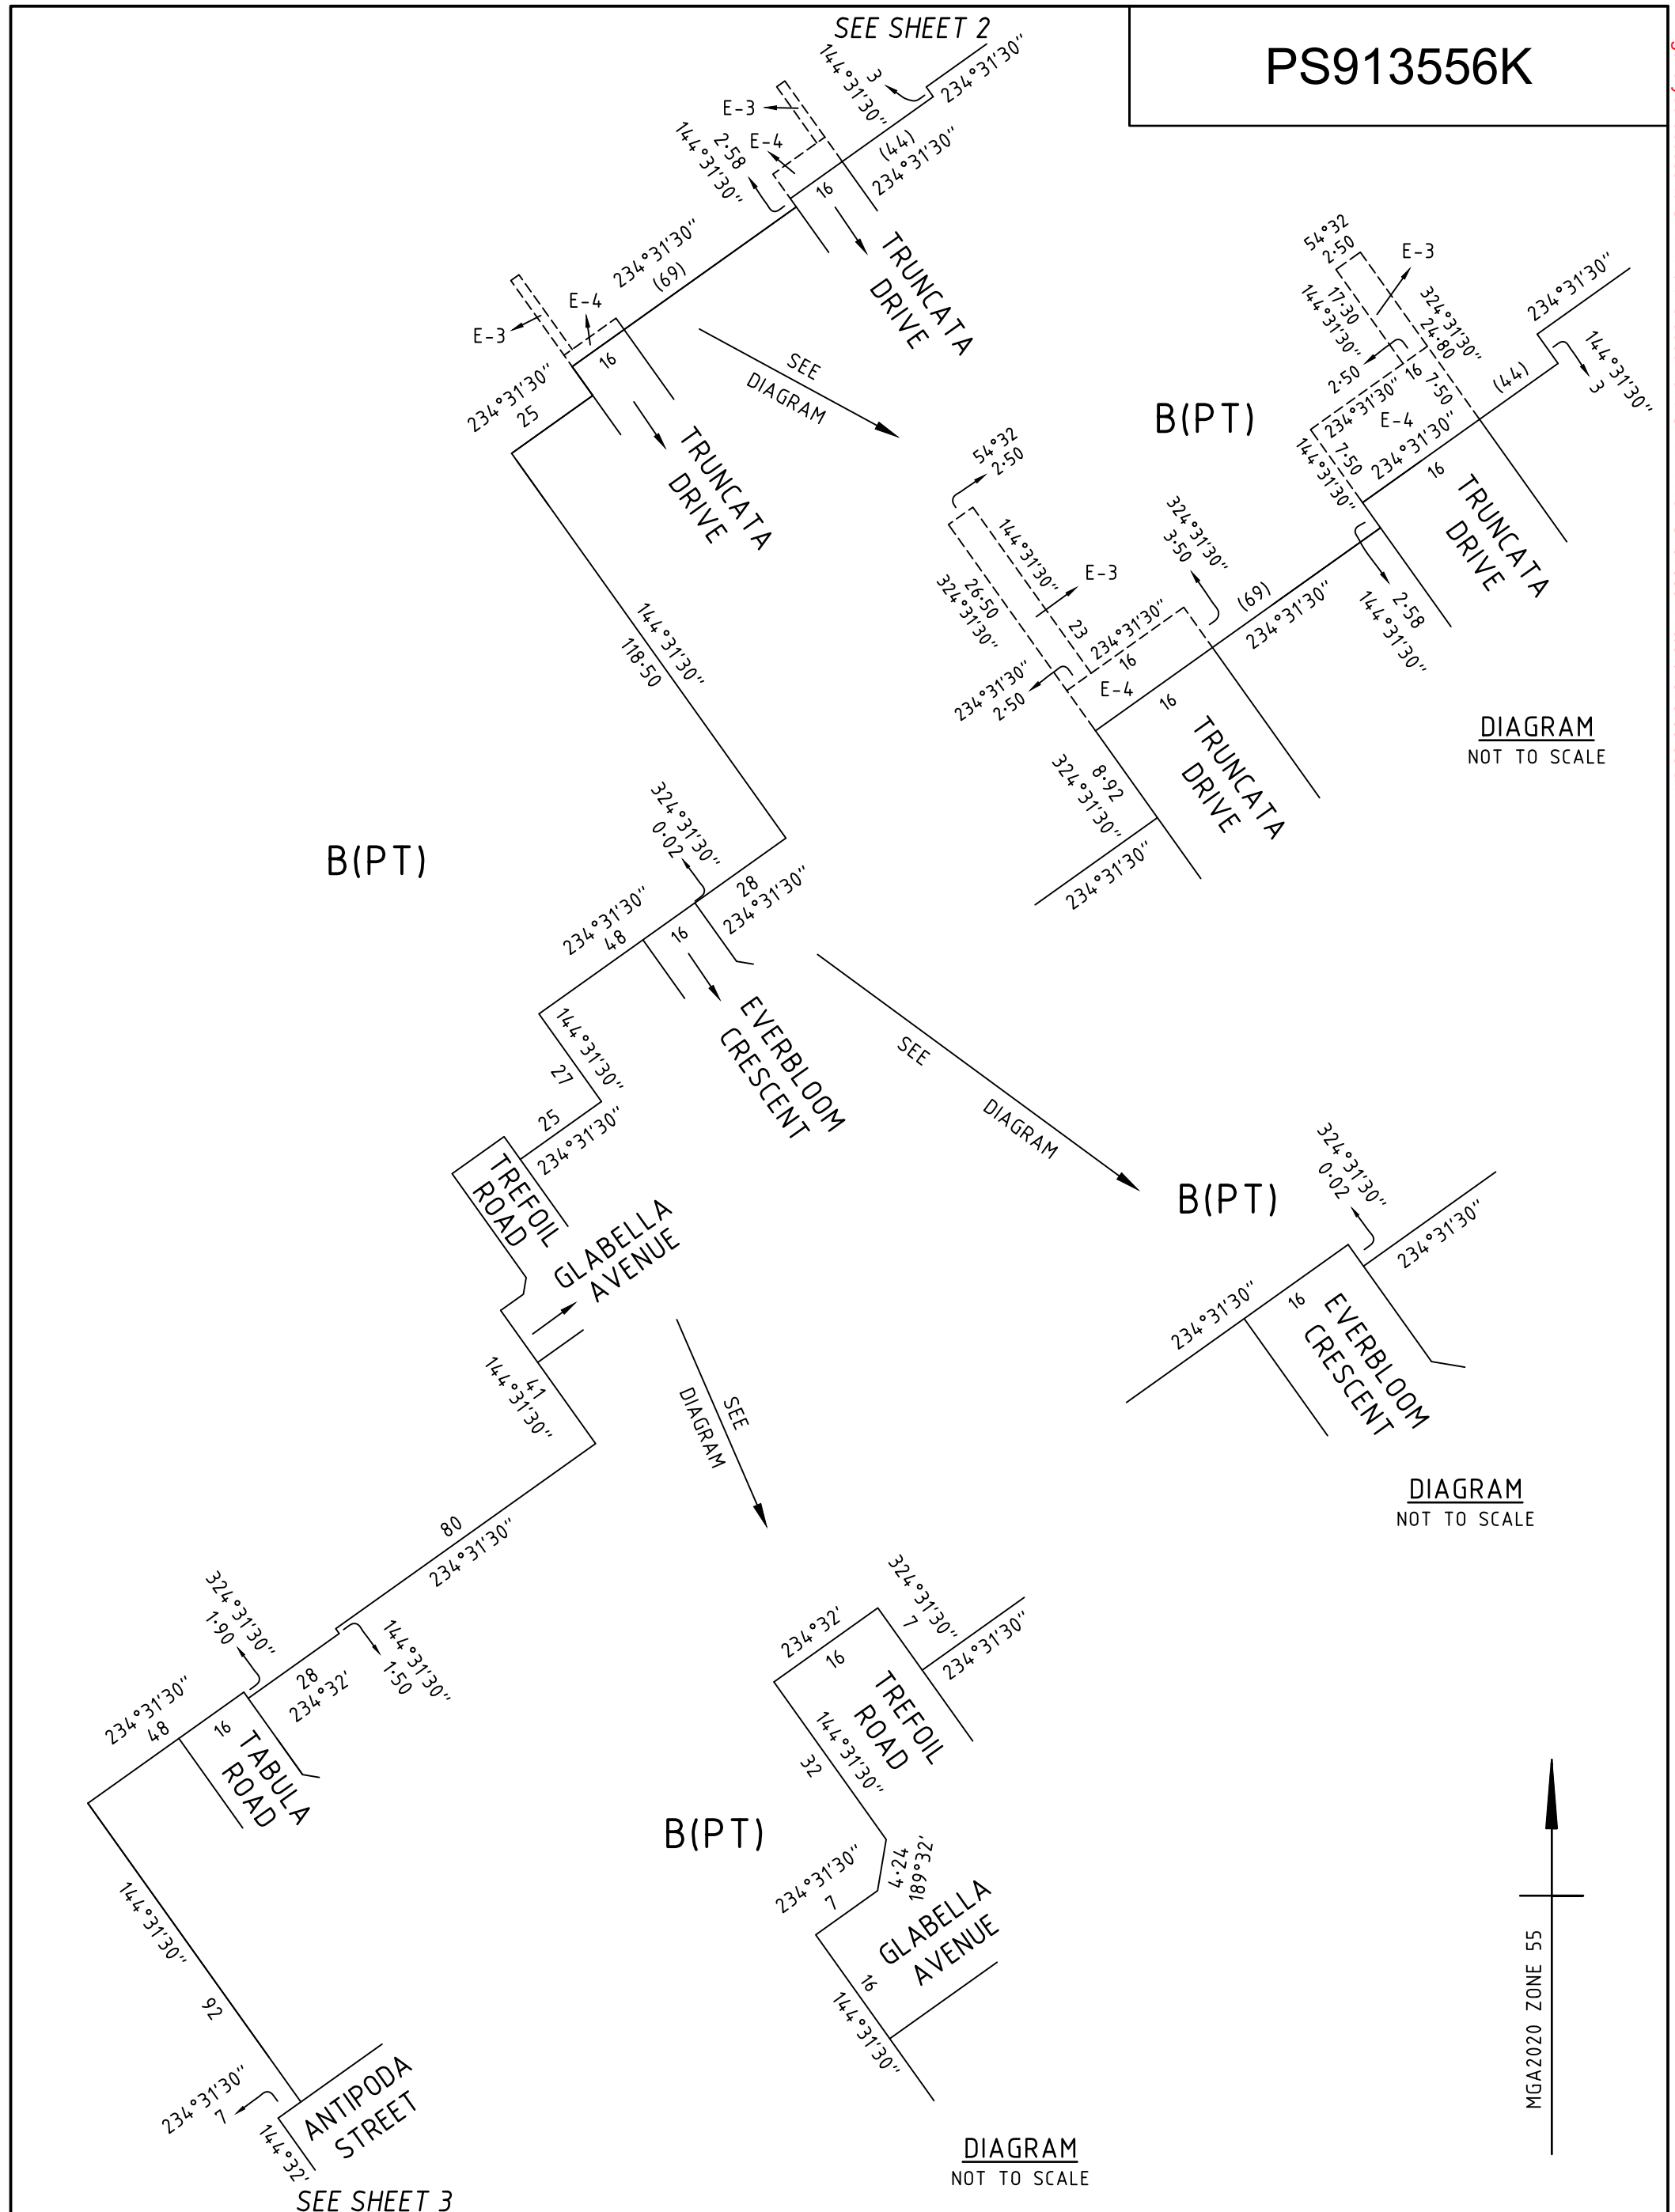 SEE SHEET 2
PS913556K
144°31'30"
3
234°31'30"
E-3
E-4
2·58
144°31'30"
(44)
234°31'30"
16
TRUNCATA
DRIVE
234°31'30"
(69)
E-4
E-3
16
234°31'30"
25
TRUNCATA
DRIVE
SEE
DIAGRAM
144°31'30"
118·50
B(PT)
54°32
2·50
E-3
17·30
144°31'30"
324°31'30"
24·80
234°31'30"
144°31'30"
3
2·50
16
234°31'30"
7·50
(44)
E-4
234°31'30"
7·50
144°31'30"
16
TRUNCATA
DRIVE
54°32
2·50
144°31'30"
E-3
324°31'30"
3·50
26·50
324°31'30"
23
234°31'30"
16
(69)
234°31'30"
2·58
144°31'30"
234°31'30"
2·50
E-4
16
TRUNCATA
DRIVE
8·92
324°31'30"
234°31'30"
DIAGRAM
NOT TO SCALE
B(PT)
324°31'30"
0·02
28
234°31'30"
234°31'30"
48
16
EVERBLOOM
CRESCENT
144°31'30"
27
25
234°31'30"
TREFOIL
ROAD
GLABELLA
AVENUE
SEE
DIAGRAM
B(PT)
324°31'30"
0·02
234°31'30"
234°31'30"
16
EVERBLOOM
CRESCENT
DIAGRAM
NOT TO SCALE
41
144°31'30"
SEE
DIAGRAM
80
234°31'30"
324°31'30"
1·90
144°31'30"
1·50
28
234°32'
234°31'30"
48
16
TABULA
ROAD
B(PT)
324°31'30"
7
234°32'
16
234°31'30"
TREFOIL
ROAD
144°31'30"
32
4·24
189°32'
234°31'30"
7
GLABELLA
AVENUE
16
144°31'30"
DIAGRAM
NOT TO SCALE
144°31'30"
92
234°31'30"
7
ANTIPODA
STREET
144°32'
SEE SHEET 3
MGA2020 ZONE 55